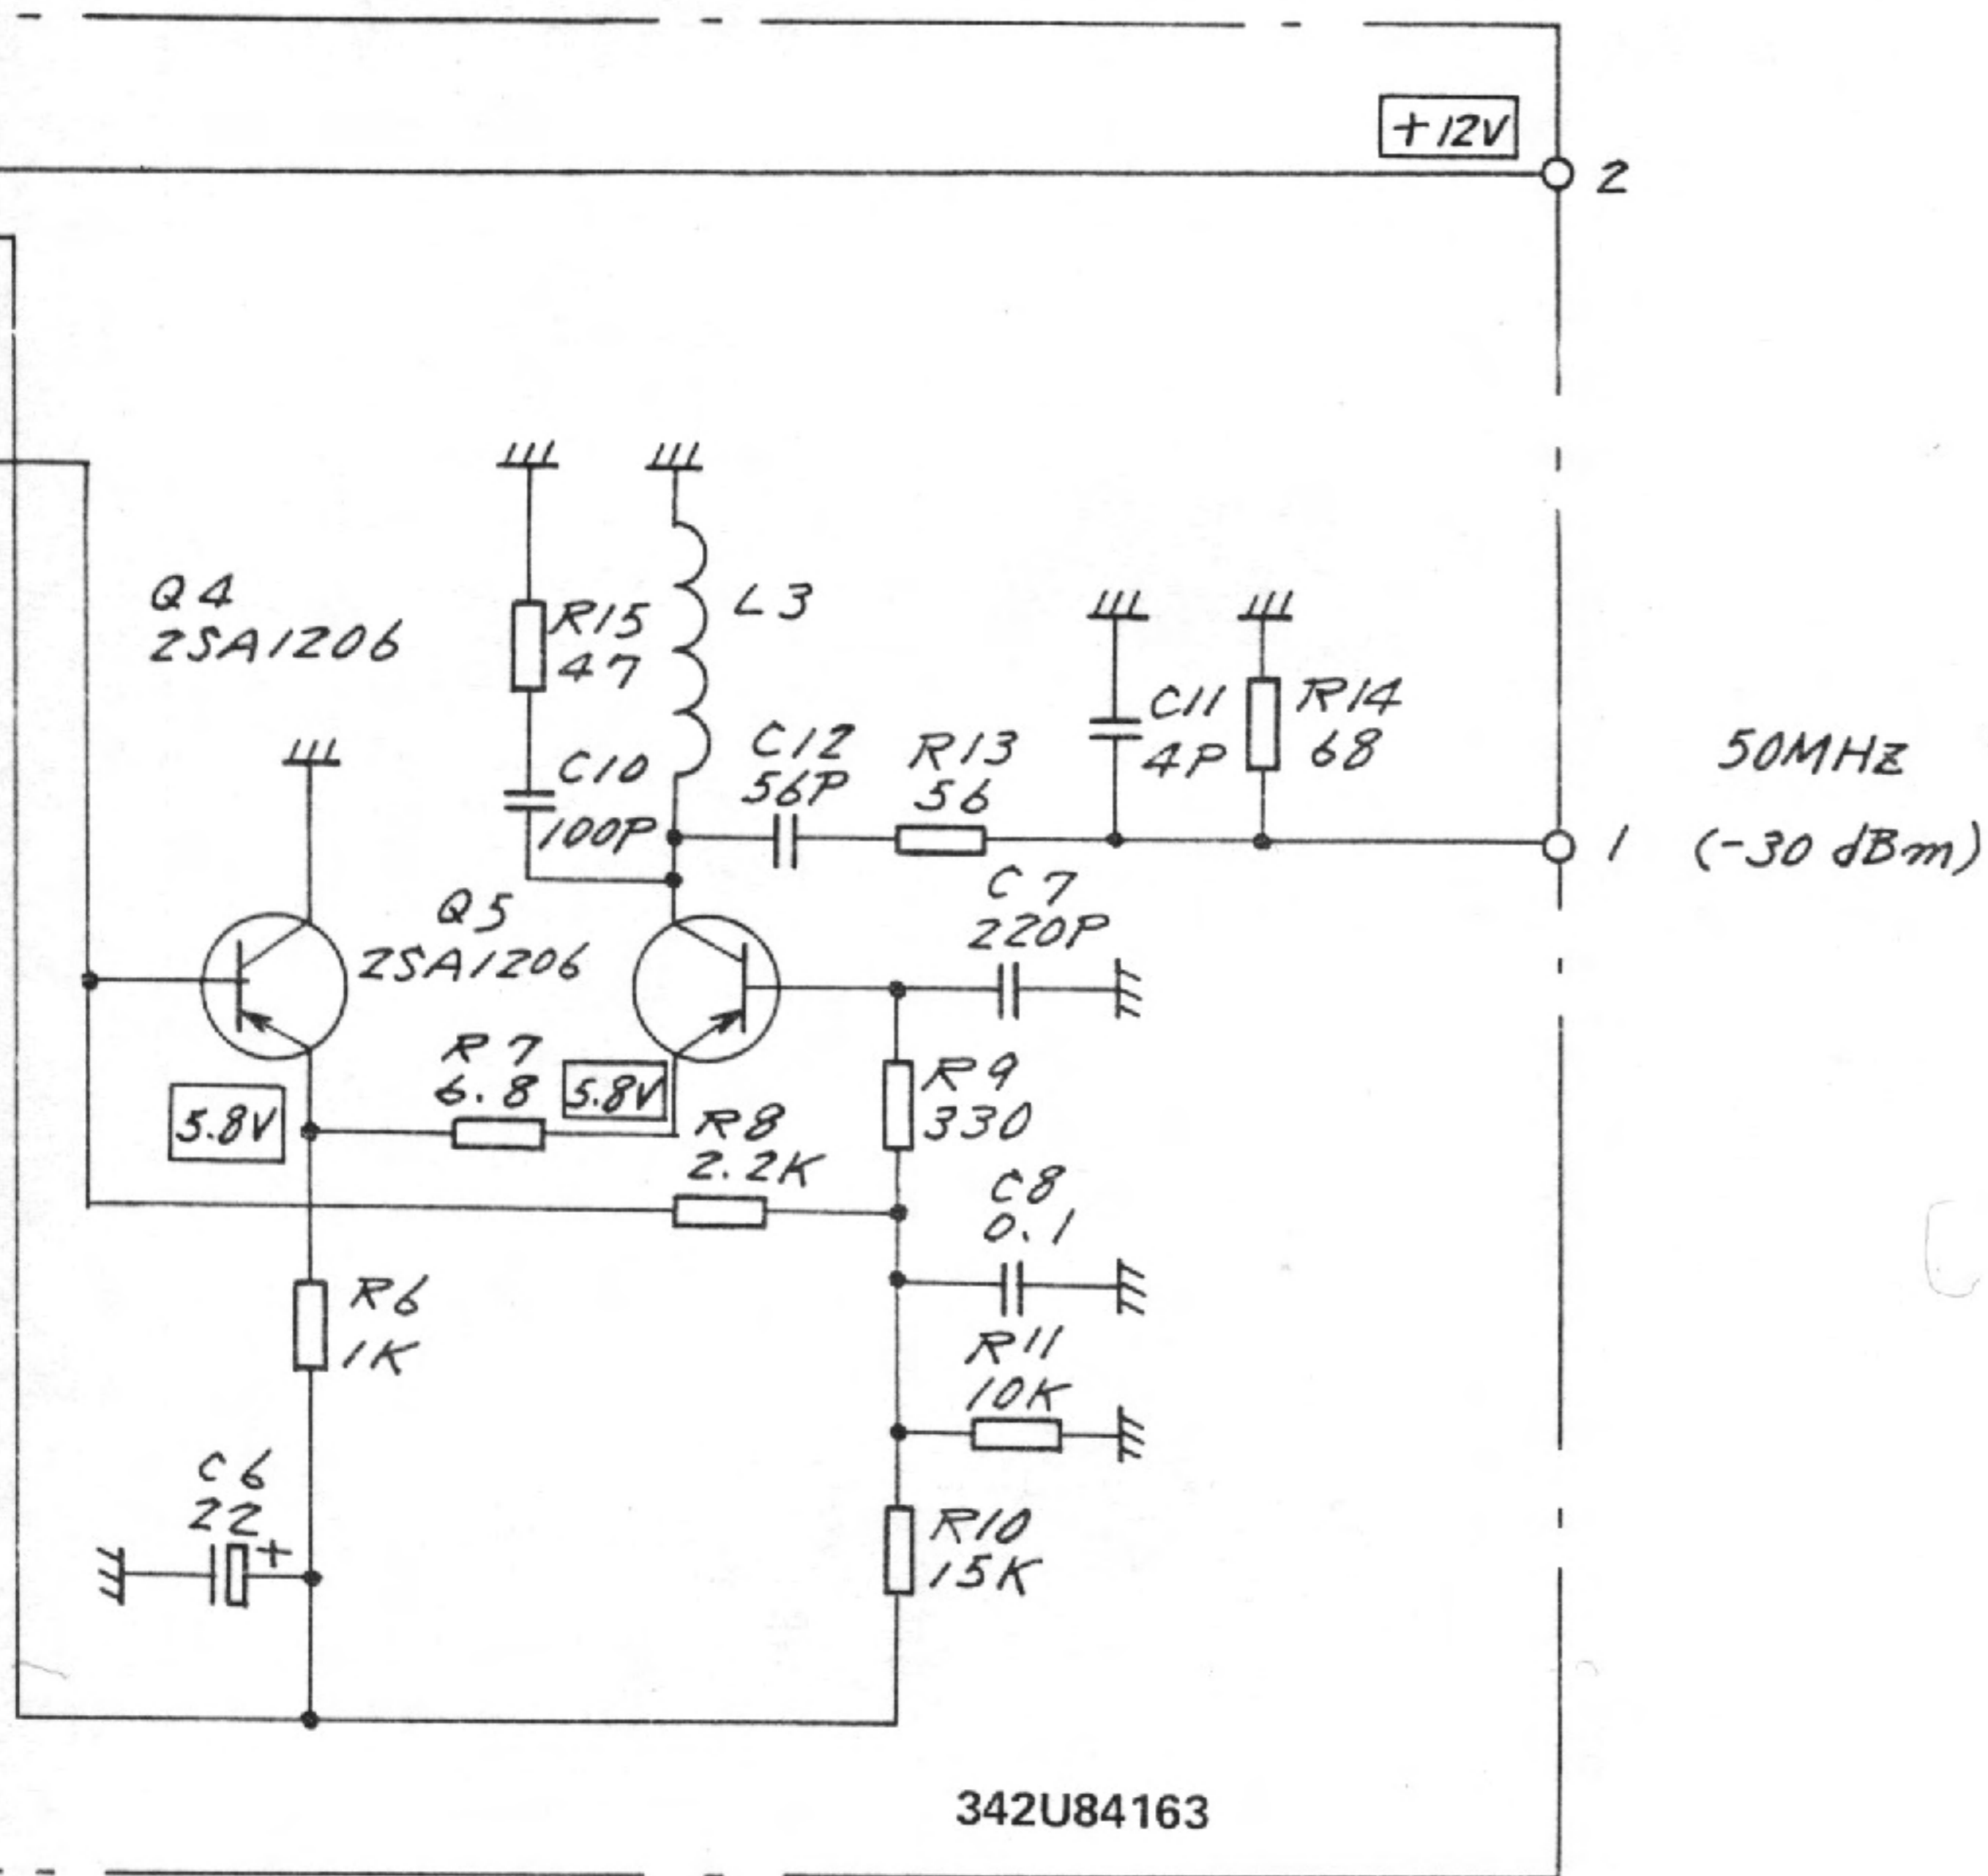 +12V
2
Q4
2SA1206
R15
47
L3
C10
100P
C12
56P
R13
56
C11
4P
R14
68
50MHz
1
(-30 dBm)
Q5
2SA1206
C7
220P
R7
6.8
5.8V
5.8V
R8
2.2K
R9
330
C8
0.1
R6
1K
R11
10K
C6
22
+
R10
15K
342U84163